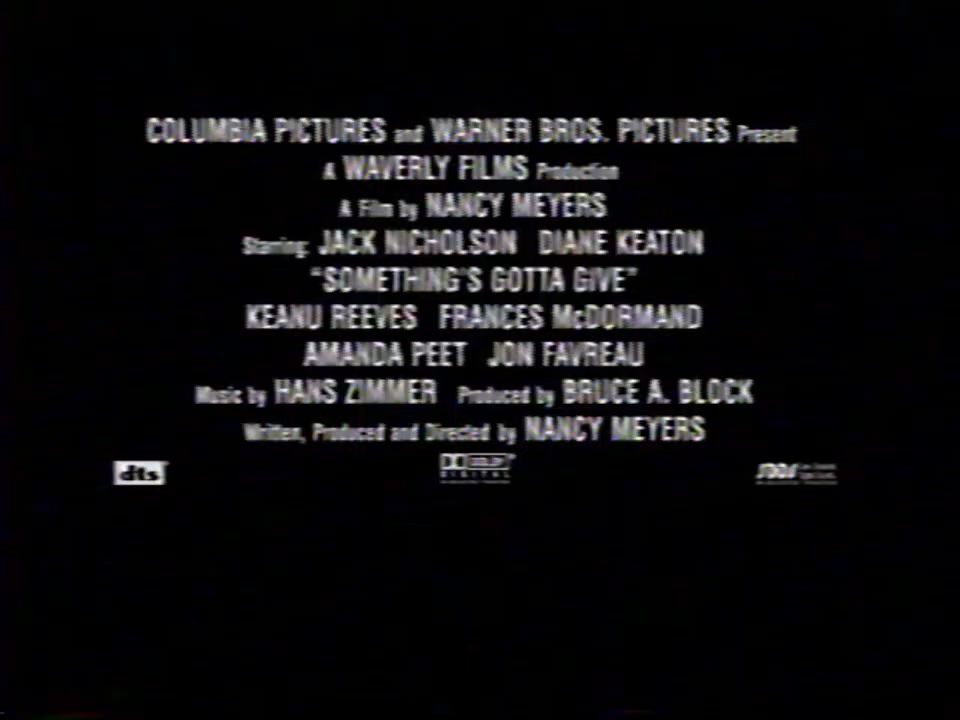 COLUMBIA PICTURES and WARNER BROS. PICTURES Present
A WAVERLY FILMS Production
A Film by NANCY MEYERS
Starring: JACK NICHOLSON DIANE KEATON
"SOMETHING'S GOTTA GIVE"
KEANU REEVES FRANCES McDORMAND
AMANDA PEET JON FAVREAU
Music by HANS ZIMMER Produced by BRUCE A. BLOCK
Written, Produced and Directed by NANCY MEYERS
dts DIGITAL SDDS